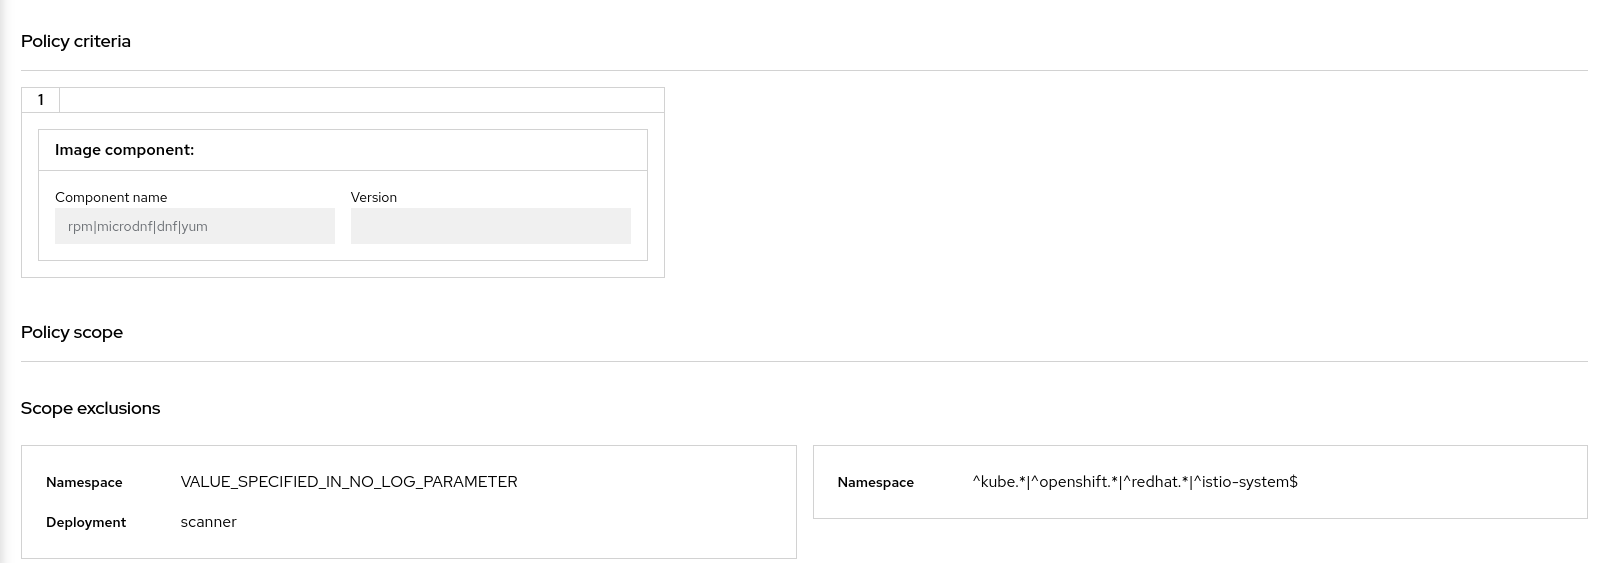 Policy criteria
1
Image component:
Component name Version
rpm|microdnf|dnf|yum
Policy scope
Scope exclusions
Namespace VALUE_SPECIFIED_IN_NO_LOG_PARAMETER
Deployment scanner
Namespace ^kube.*|^openshift.*|^redhat.*|^istio-system$